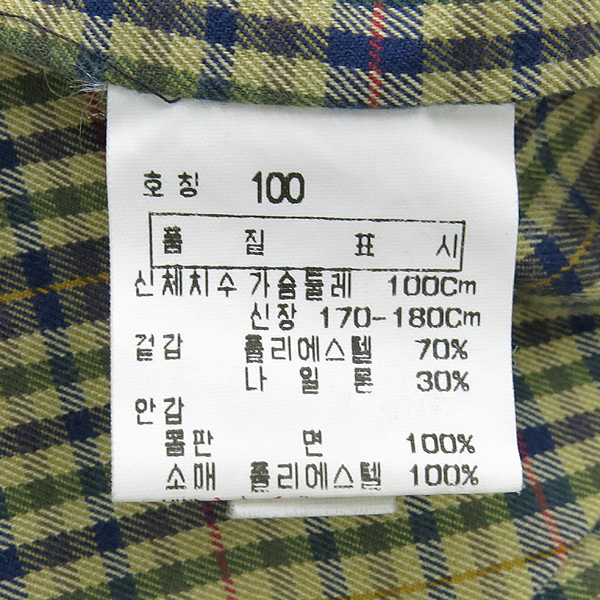 호칭 100
품 질 표 시
신체치수 가슴둘레 100cm
신장 170-180cm
겉감 폴리에스텔 70%
나 일 론 30%
안감
몸판 면 100%
소매 폴리에스텔 100%